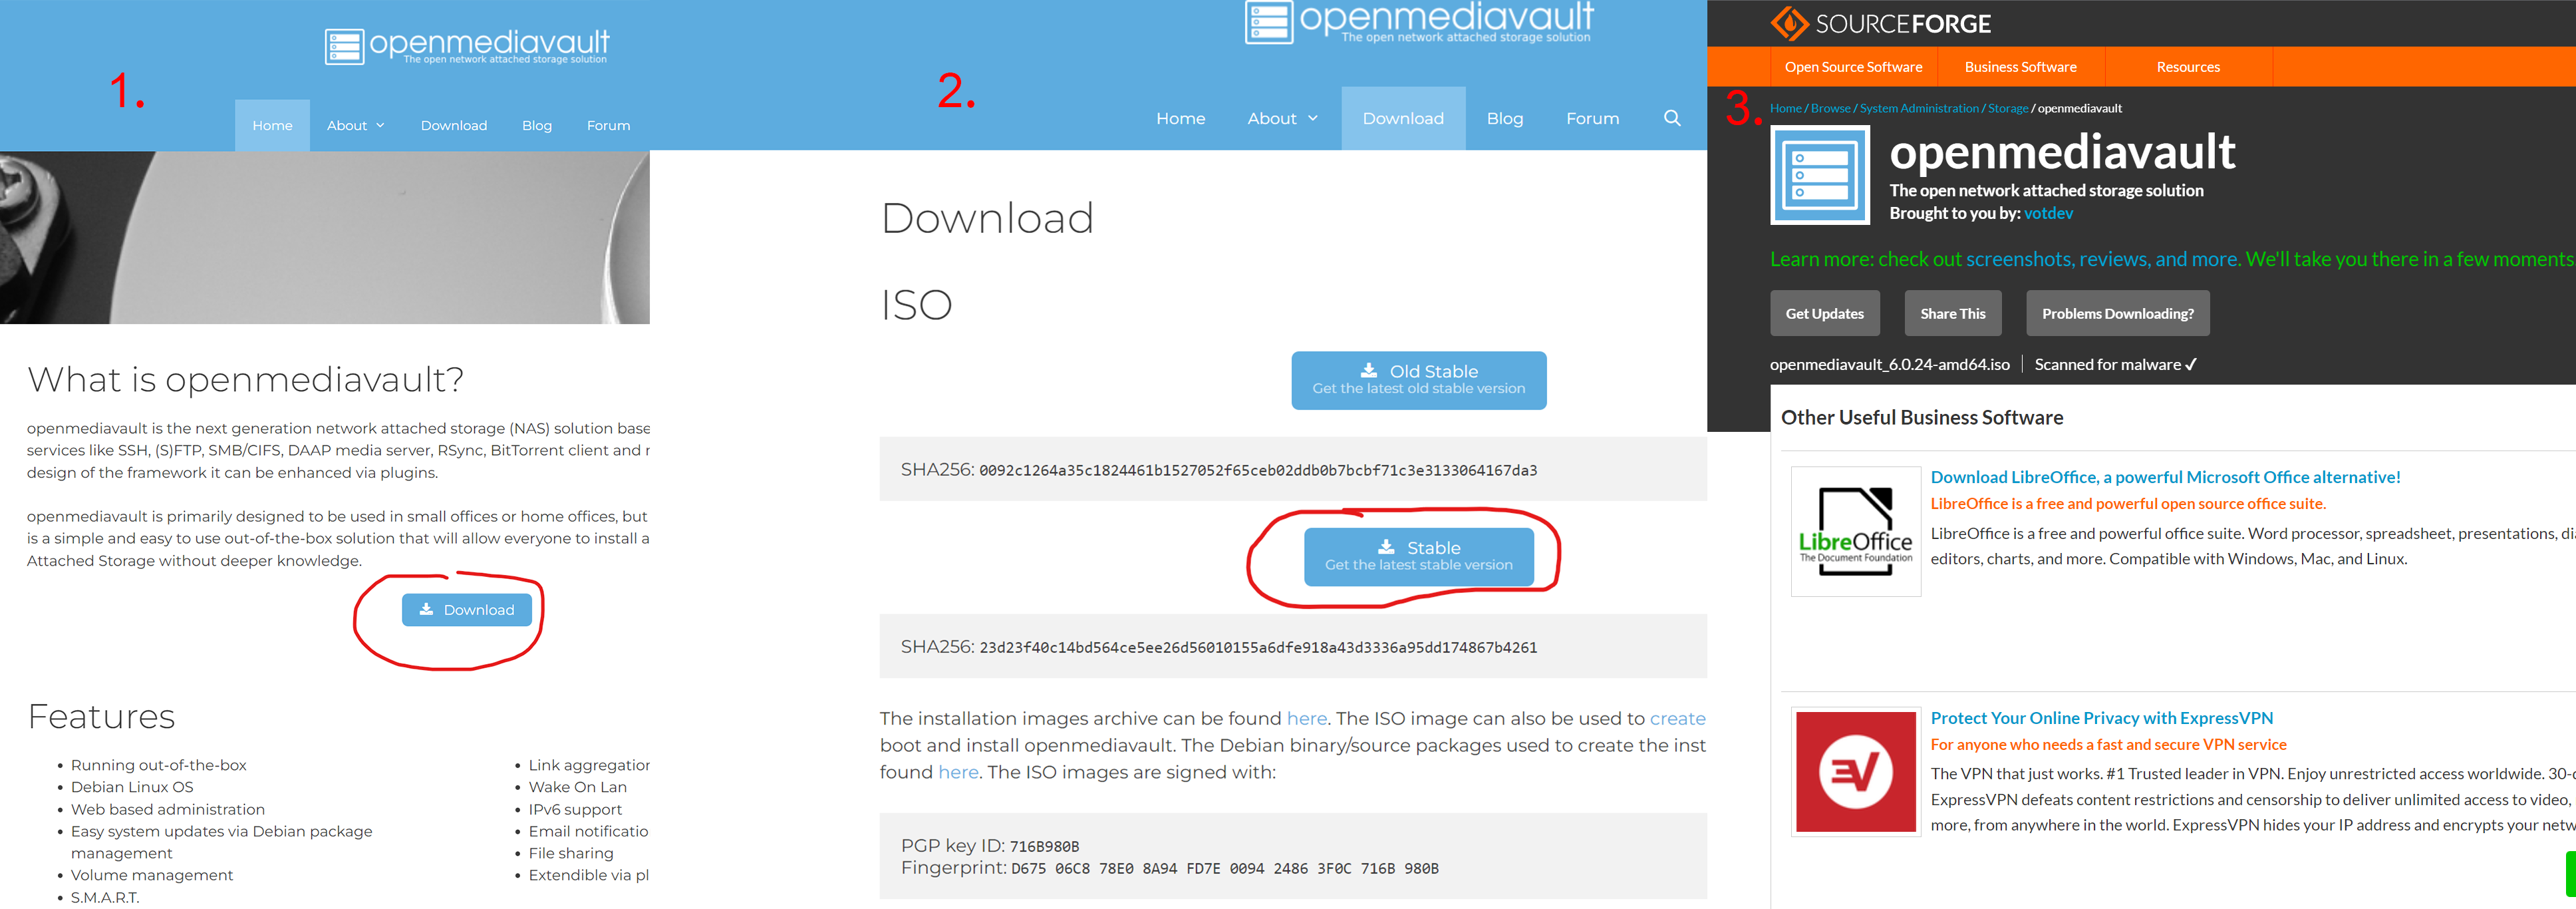 1.
openmediavault
The open network attached storage solution
Home
About
Download
Blog
Forum
What is openmediavault?
openmediavault is the next generation network attached storage (NAS) solution base
services like SSH, (S)FTP, SMB/CIFS, DAAP media server, RSync, BitTorrent client and
design of the framework it can be enhanced via plugins.
openmediavault is primarily designed to be used in small offices or home offices, but
is a simple and easy to use out-of-the-box solution that will allow everyone to install a
Attached Storage without deeper knowledge.
Download
Features
• Running out-of-the-box
• Debian Linux OS
• Web based administration
• Easy system updates via Debian package
management
• Volume management
• S.M.A.R.T.
• Link aggregation
• Wake On Lan
• IPv6 support
• Email notificatio
• File sharing
• Extendible via pl
2.
openmediavault
The open network attached storage solution
Home
About
Download
Blog
Forum
Download
ISO
Old Stable
Get the latest old stable version
SHA256: 0092c1264a35c1824461b1527052f65ceb02ddb0b7bcbf71c3e3133064167da3
Stable
Get the latest stable version
SHA256: 23d23f40c14bd564ce5ee26d56010155a6dfe918a43d3336a95dd174867b4261
The installation images archive can be found here. The ISO image can also be used to create
boot and install openmediavault. The Debian binary/source packages used to create the inst
found here. The ISO images are signed with:
PGP key ID: 716B980B
Fingerprint: D675 06C8 78E0 8A94 FD7E 0094 2486 3F0C 716B 980B
3.
SOURCEFORGE
Open Source Software
Business Software
Resources
Home / Browse / System Administration / Storage / openmediavault
openmediavault
The open network attached storage solution
Brought to you by: votdev
Learn more: check out screenshots, reviews, and more. We'll take you there in a few moments
Get Updates
Share This
Problems Downloading?
openmediavault_6.0.24-amd64.iso
Scanned for malware ✓
Other Useful Business Software
LibreOffice
The Document Foundation
Download LibreOffice, a powerful Microsoft Office alternative!
LibreOffice is a free and powerful open source office suite.
LibreOffice is a free and powerful office suite. Word processor, spreadsheet, presentations, di
editors, charts, and more. Compatible with Windows, Mac, and Linux.
Protect Your Online Privacy with ExpressVPN
For anyone who needs a fast and secure VPN service
The VPN that just works. #1 Trusted leader in VPN. Enjoy unrestricted access worldwide. 30-
ExpressVPN defeats content restrictions and censorship to deliver unlimited access to video,
more, from anywhere in the world. ExpressVPN hides your IP address and encrypts your netw